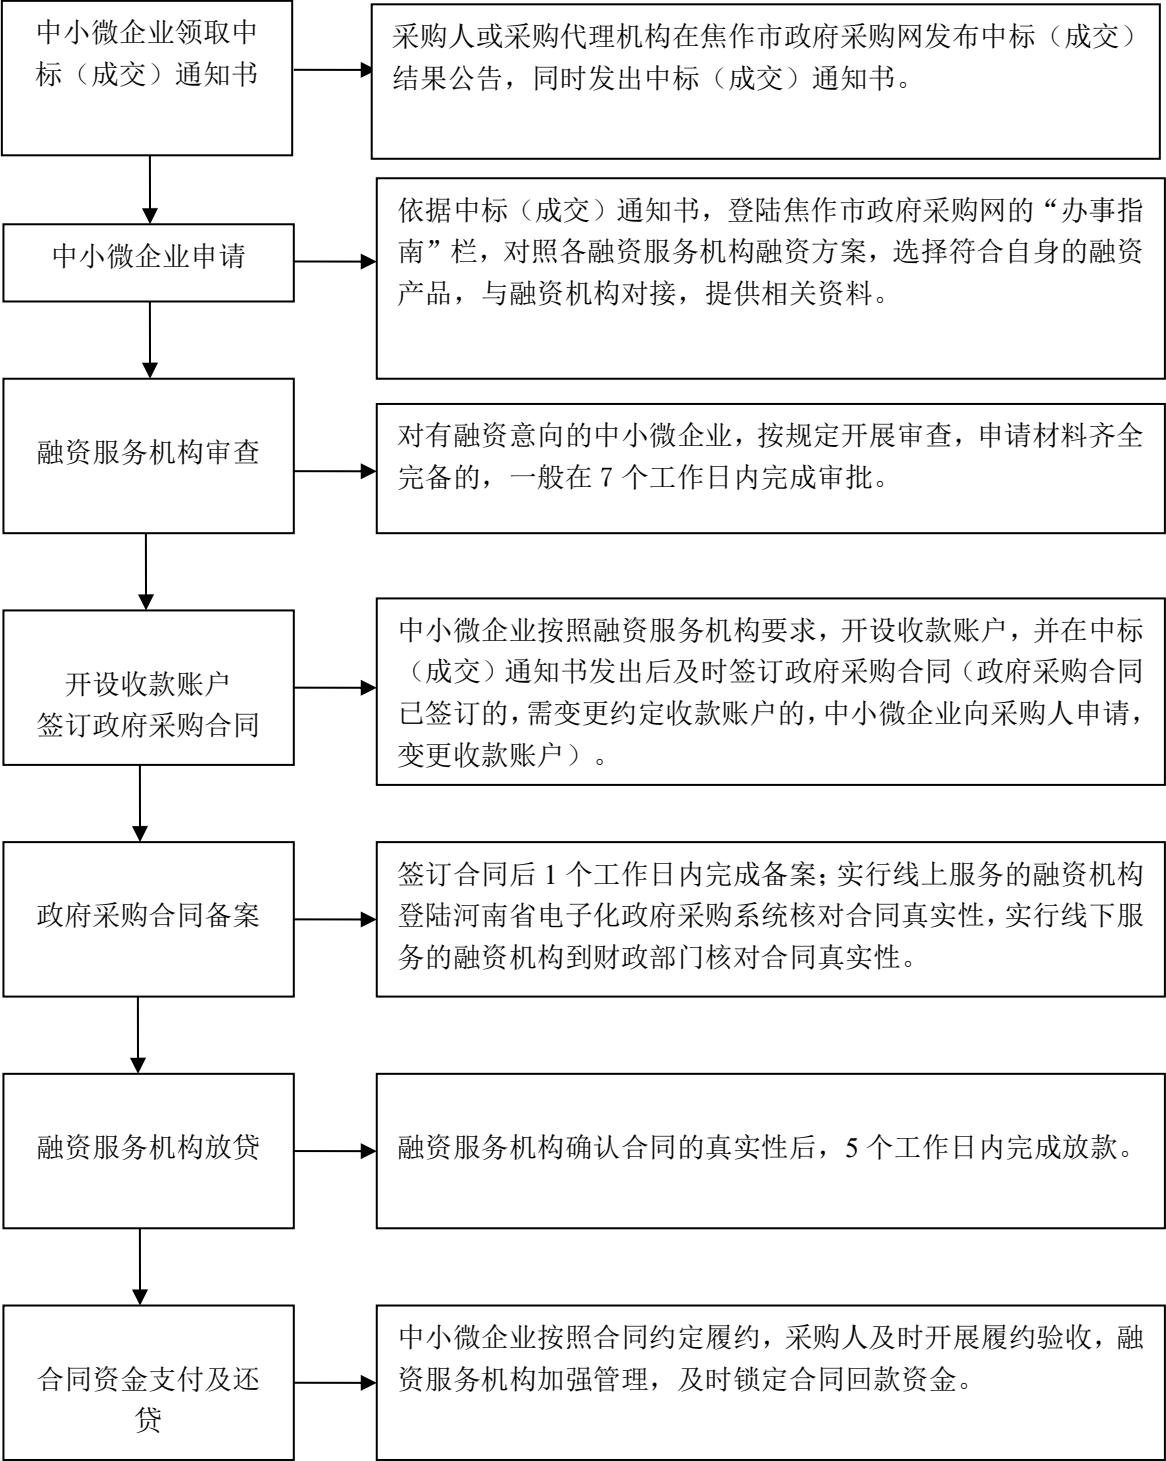 中小微企业领取中
标（成交）通知书
采购人或采购代理机构在焦作市政府采购网发布中标（成交）
结果公告，同时发出中标（成交）通知书。
中小微企业申请
依据中标（成交）通知书，登陆焦作市政府采购网的“办事指
南”栏，对照各融资服务机构融资方案，选择符合自身的融资
产品，与融资机构对接，提供相关资料。
融资服务机构审查
对有融资意向的中小微企业，按规定开展审查，申请材料齐全
完备的，一般在 7 个工作日内完成审批。
开设收款账户
签订政府采购合同
中小微企业按照融资服务机构要求，开设收款账户，并在中标
（成交）通知书发出后及时签订政府采购合同（政府采购合同
已签订的，需变更约定收款账户的，中小微企业向采购人申请，
变更收款账户）。
政府采购合同备案
签订合同后 1 个工作日内完成备案；实行线上服务的融资机构
登陆河南省电子化政府采购系统核对合同真实性，实行线下服
务的融资机构到财政部门核对合同真实性。
融资服务机构放贷
融资服务机构确认合同的真实性后，5 个工作日内完成放款。
合同资金支付及还
贷
中小微企业按照合同约定履约，采购人及时开展履约验收，融
资服务机构加强管理，及时锁定合同回款资金。